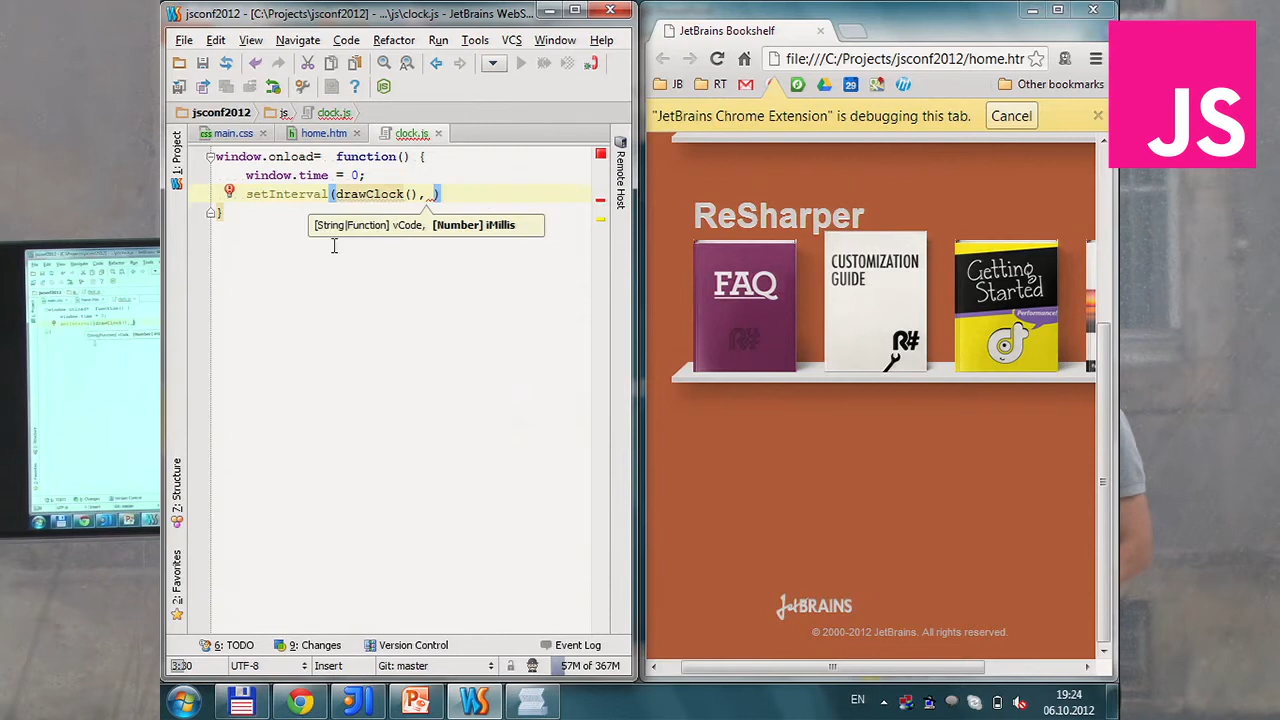 jsconf2012 - [C:\Projects\jsconf2012] - ...\js\clock.js - JetBrains WebS...
File Edit View Navigate Code Refactor Run Tools VCS Window Help
jsconf2012 js clock.js
main.css home.htm clock.js
1: Project
7: Structure
2: Favorites
window.onload= function() {
window.time = 0;
setInterval(drawClock(), )
}
[String|Function] vCode, [Number] iMillis
Remote Host
6: TODO 9: Changes Version Control Event Log
3:30 UTF-8 Insert Git: master 57M of 367M
JetBrains Bookshelf
file:///C:/Projects/jsconf2012/home.htr
JB RT 29 Other bookmarks
"JetBrains Chrome Extension" is debugging this tab. Cancel
ReSharper
FAQ
R#
CUSTOMIZATION
GUIDE
R#
Getting
Started
Performance!
JetBRAINS
© 2000-2012 JetBrains. All rights reserved.
JS
EN
19:24
06.10.2012